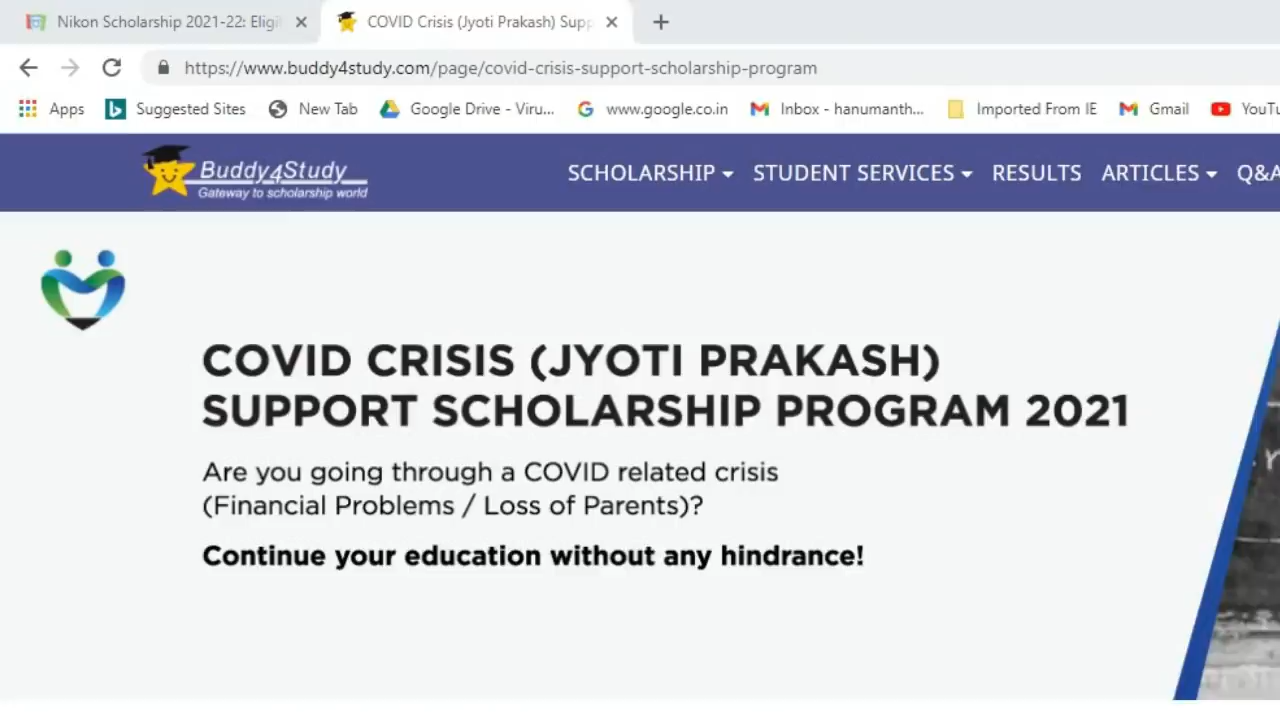 Nikon Scholarship 2021-22: Eligi
COVID Crisis (Jyoti Prakash) Supp
https://www.buddy4study.com/page/covid-crisis-support-scholarship-program
Apps Suggested Sites New Tab Google Drive - Viru... www.google.co.in Inbox - hanumanth... Imported From IE Gmail YouTu
Buddy4Study
Gateway to scholarship world
SCHOLARSHIP STUDENT SERVICES RESULTS ARTICLES Q&A
COVID CRISIS (JYOTI PRAKASH)
SUPPORT SCHOLARSHIP PROGRAM 2021
Are you going through a COVID related crisis
(Financial Problems / Loss of Parents)?
Continue your education without any hindrance!